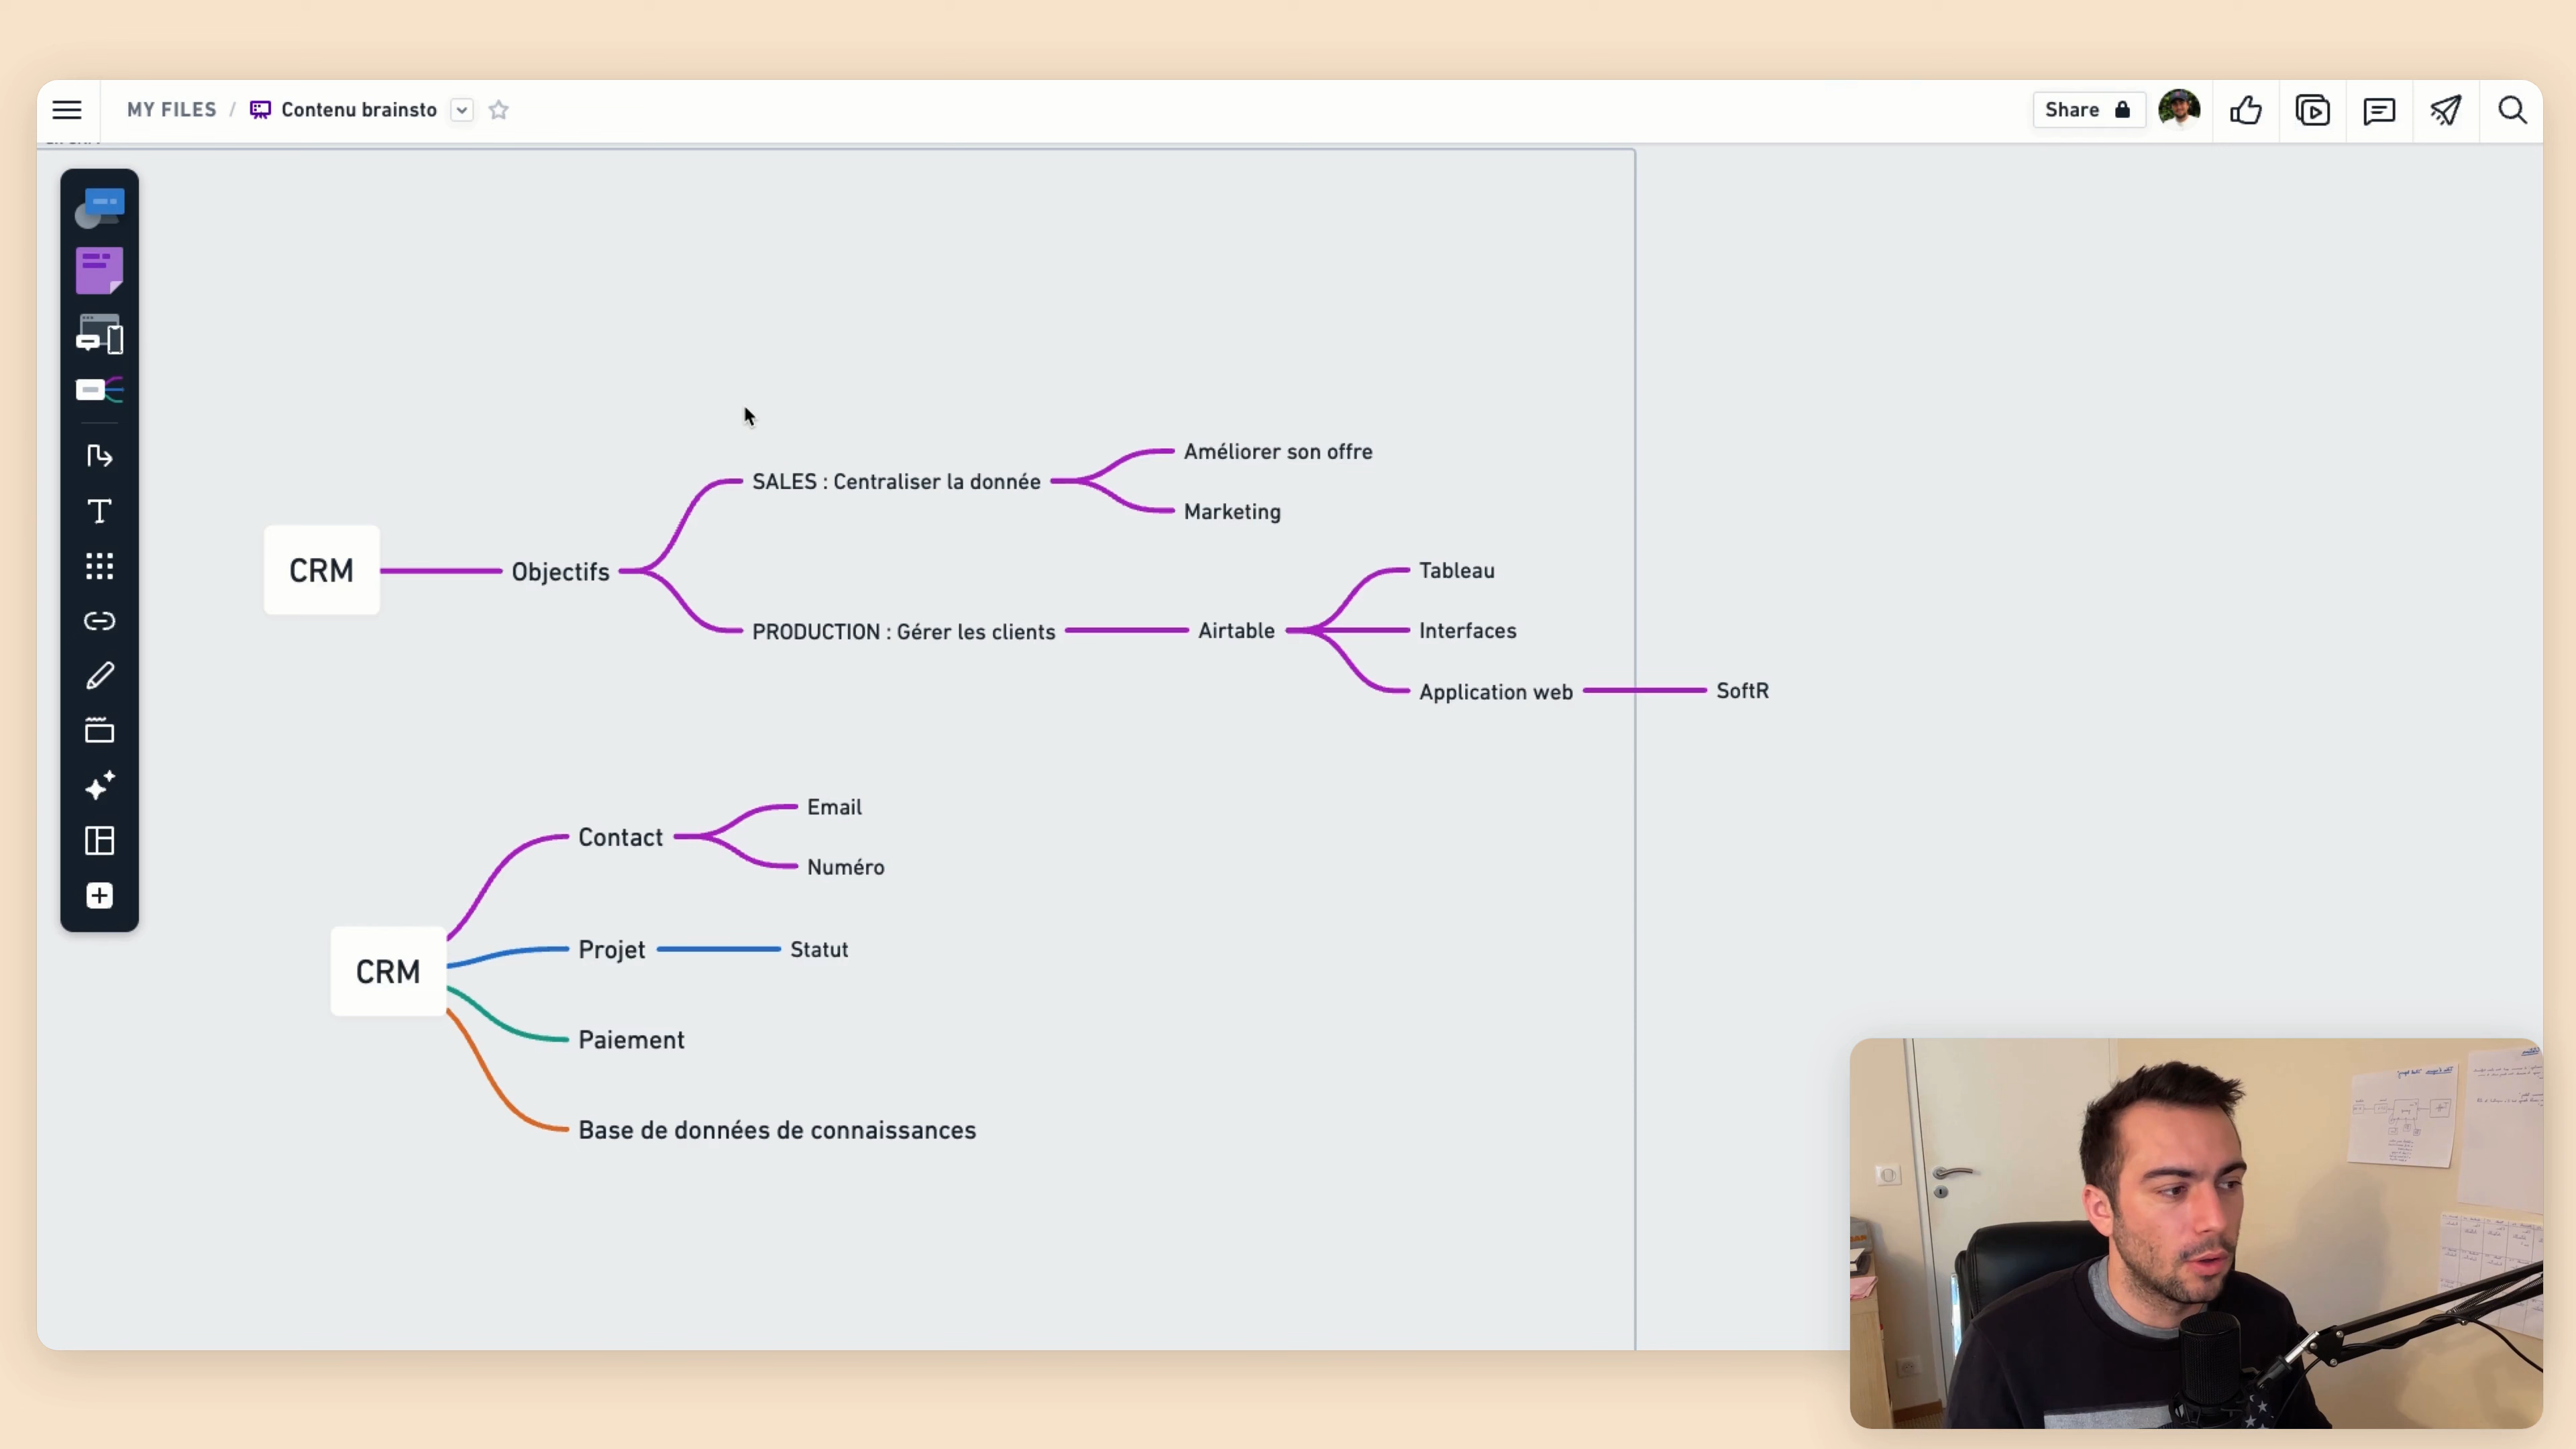 MY FILES / Contenu brainsto
Share
Améliorer son offre
SALES : Centraliser la donnée
Marketing
CRM
Objectifs
Tableau
PRODUCTION : Gérer les clients
Airtable
Interfaces
Application web
SoftR
Email
Contact
Numéro
Projet
Statut
CRM
Paiement
Base de données de connaissances